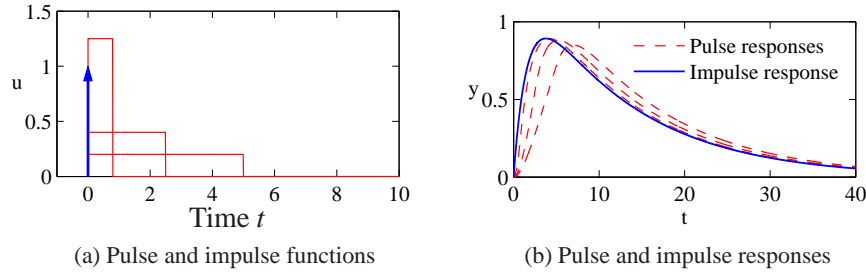 1.5
1
0.5
0
u
−1 0 2 4 6 8 10
Time t
(a) Pulse and impulse functions
1
0.5
0
y
Pulse responses
Impulse response
0 10 20 30 40
t
(b) Pulse and impulse responses